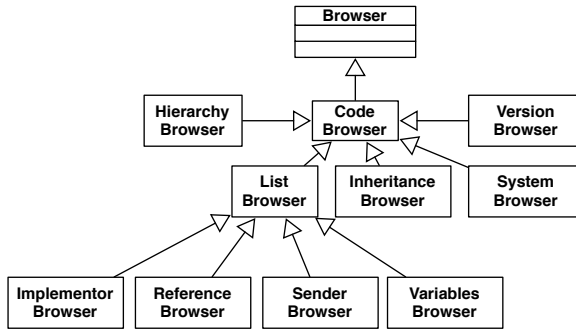 Browser
Hierarchy
Browser
Code
Browser
Version
Browser
List
Browser
Inheritance
Browser
System
Browser
Implementor
Browser
Reference
Browser
Sender
Browser
Variables
Browser